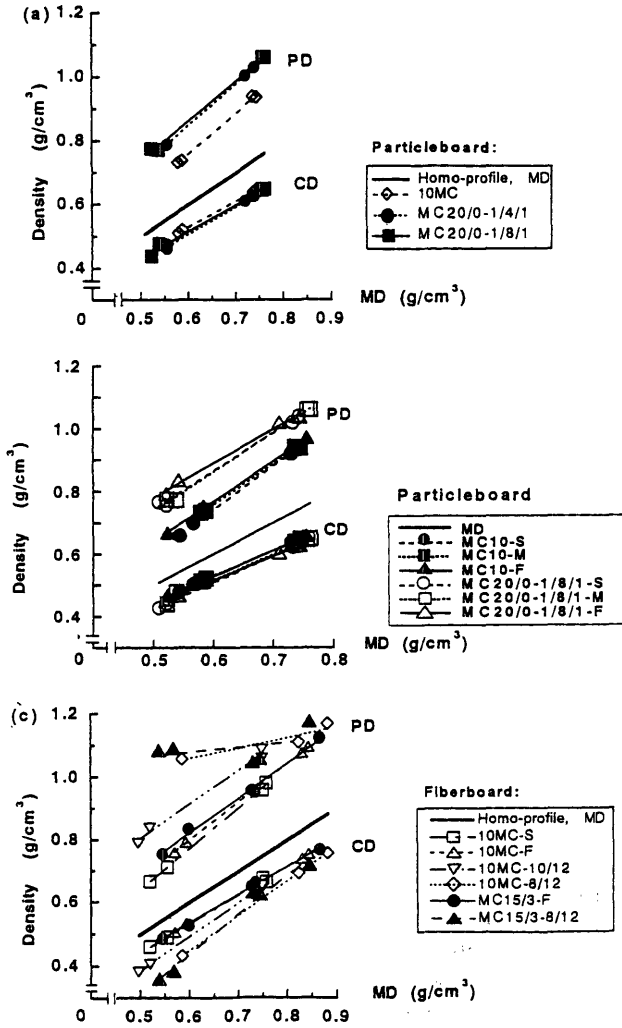 (a)
1.2
1.0
0.8
0.6
0.4
0
Density (g/cm³)
PD
CD
0.5 0.6 0.7 0.8 0.9
MD (g/cm³)
Particleboard:
Homo-profile, MD
10MC
MC20/0-1/4/1
MC20/0-1/8/1
1.2
1.0
0.8
0.6
0.4
0
Density (g/cm³)
PD
CD
0.5 0.6 0.7 0.8
MD (g/cm³)
Particleboard
MD
MC10-S
MC10-M
MC10-F
MC20/0-1/8/1-S
MC20/0-1/8/1-M
MC20/0-1/8/1-F
(c)
1.2
1.0
0.8
0.6
0.4
0
Density (g/cm³)
PD
CD
0.5 0.6 0.7 0.8 0.9
MD (g/cm³)
Fiberboard:
Homo-profile, MD
10MC-S
10MC-F
10MC-10/12
10MC-8/12
MC15/3-F
MC15/3-8/12